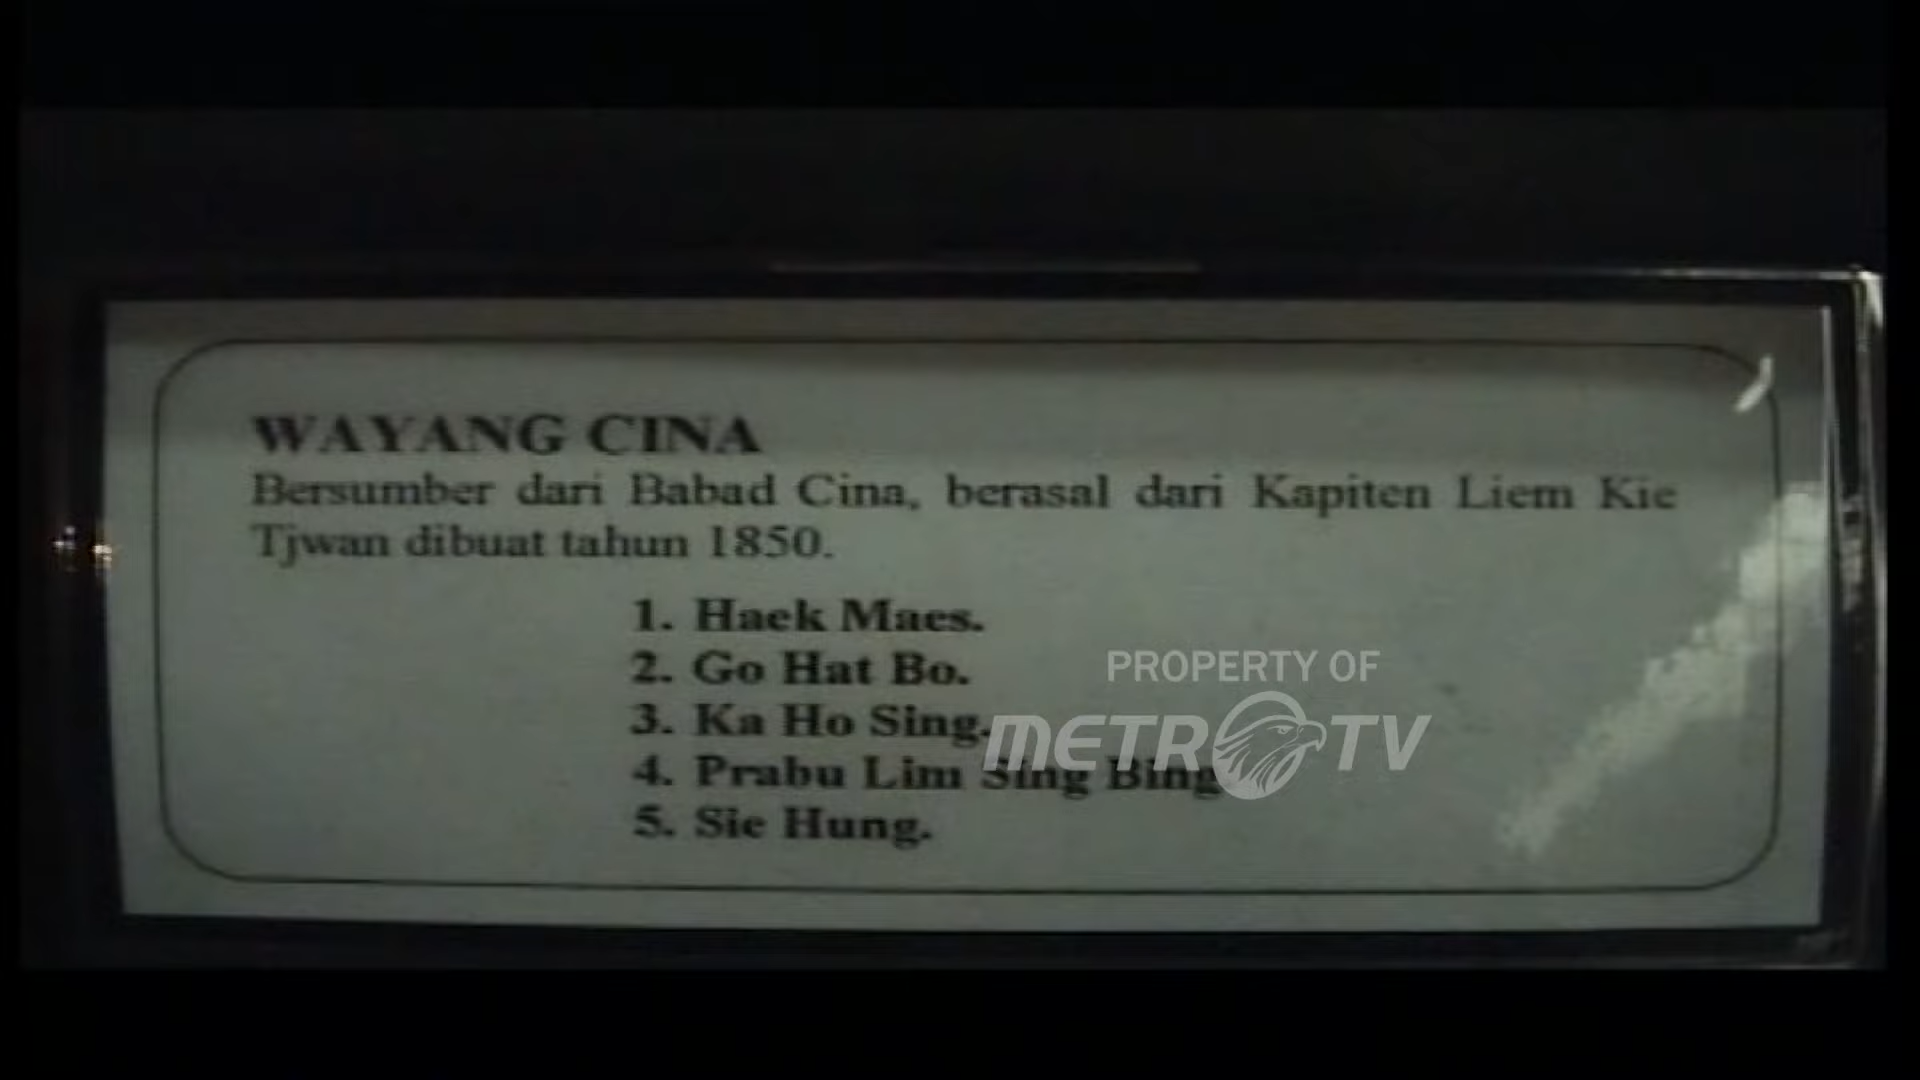 WAYANG CINA
Bersumber dari Babad Cina, berasal dari Kapiten Liem Kie
Tjwan dibuat tahun 1850.
1. Haek Maes.
2. Go Hat Bo.
3. Ka Ho Sing.
4. Prabu Lim Sing Bing
5. Sie Hung.
PROPERTY OF
METRO TV